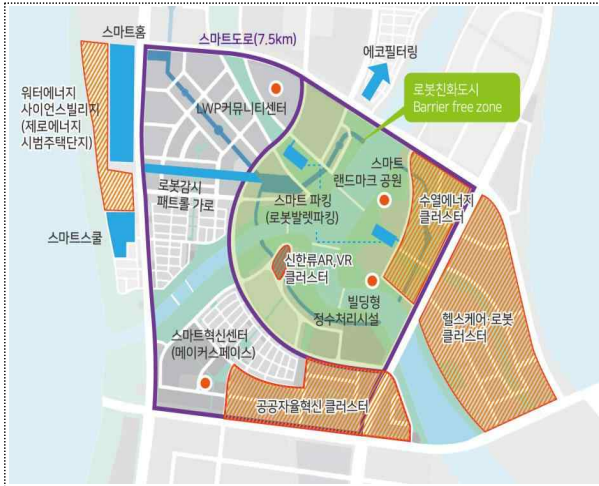 스마트홈
스마트도로(7.5km)
에코필터링
워터에너지
사이언스빌리지
(제로에너지
시범주택단지)
LWP커뮤니티센터
로봇친화도시
Barrier free zone
스마트
랜드마크 공원
로봇감시
패트롤 가로
스마트 파킹
(로봇발렛파킹)
수열에너지
클러스터
스마트스쿨
신한류AR,VR
클러스터
빌딩형
정수처리시설
헬스케어·로봇
클러스터
스마트혁신센터
(메이커스페이스)
공공자율혁신 클러스터